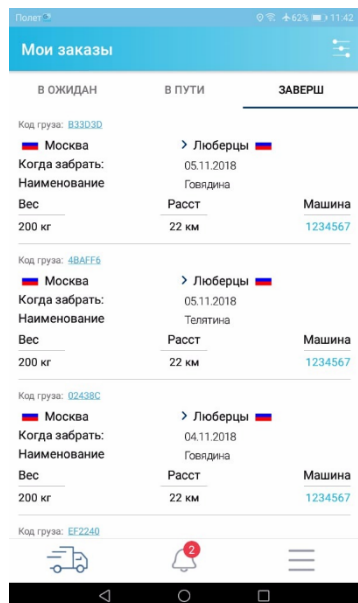 Полет
62% 11:42
Мои заказы
В ОЖИДАН В ПУТИ ЗАВЕРШ
Код груза: B33D3D
Москва > Люберцы
Когда забрать: 05.11.2018
Наименование Говядина
Вес Расст Машина
200 кг 22 км 1234567
Код груза: 4BAFF6
Москва > Люберцы
Когда забрать: 05.11.2018
Наименование Телятина
Вес Расст Машина
200 кг 22 км 1234567
Код груза: 02438C
Москва > Люберцы
Когда забрать: 04.11.2018
Наименование Говядина
Вес Расст Машина
200 кг 22 км 1234567
Код груза: EF2240
2